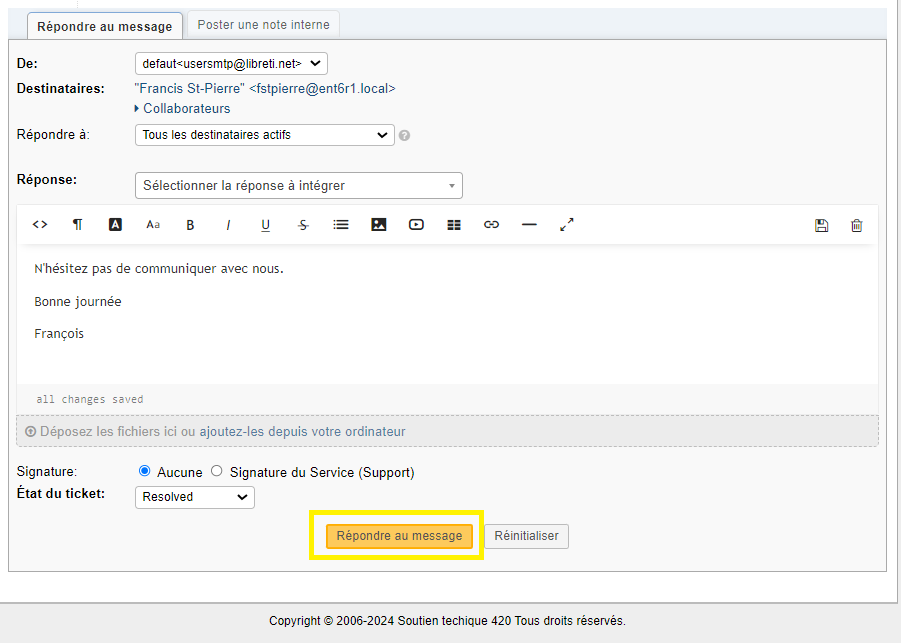 Répondre au message Poster une note interne
De: defaut<usersmtp@libreti.net>
Destinataires: "Francis St-Pierre" <fstpierre@ent6r1.local>
Collaborateurs
Répondre à: Tous les destinataires actifs ?
Réponse: Sélectionner la réponse à intégrer
<> ¶ A Aa B I U S
N'hésitez pas de communiquer avec nous.
Bonne journée
François
all changes saved
Déposez les fichiers ici ou ajoutez-les depuis votre ordinateur
Signature: Aucune Signature du Service (Support)
État du ticket: Resolved
Répondre au message Réinitialiser
Copyright © 2006-2024 Soutien techique 420 Tous droits réservés.